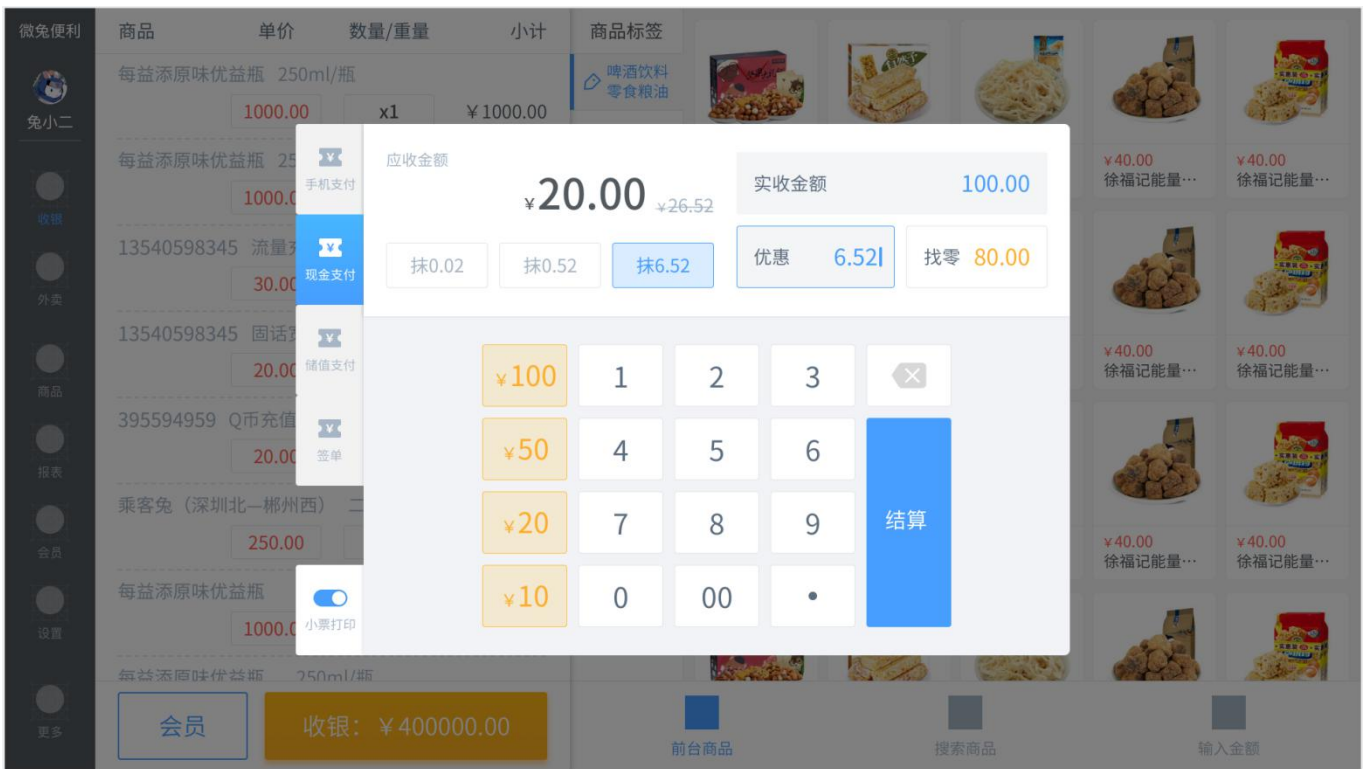 微兔便利
兔小二
收银
外卖
商品
报表
会员
设置
更多
商品 单价 数量/重量 小计
每益添原味优益瓶 250ml/瓶
1000.00 x1 ￥1000.00
每益添原味优益瓶 25
1000.0
13540598345 流量
30.00
13540598345 固话
20.00
395594959 Q币充值
20.00
乘客兔（深圳北—郴州西） 二
250.00
每益添原味优益瓶
1000.0
每益添原味优益瓶 250ml/瓶
会员
收银：￥400000.00
商品标签
啤酒饮料
零食粮油
手机支付
现金支付
储值支付
签单
小票打印
应收金额
¥20.00 ¥26.52
抹0.02 抹0.52 抹6.52
实收金额 100.00
优惠 6.52
找零 80.00
¥100 1 2 3
¥50 4 5 6
¥20 7 8 9
¥10 0 00 •
结算
¥40.00 ¥40.00
徐福记能量… 徐福记能量…
¥40.00 ¥40.00
徐福记能量… 徐福记能量…
¥40.00 ¥40.00
徐福记能量… 徐福记能量…
前台商品 搜索商品 输入金额